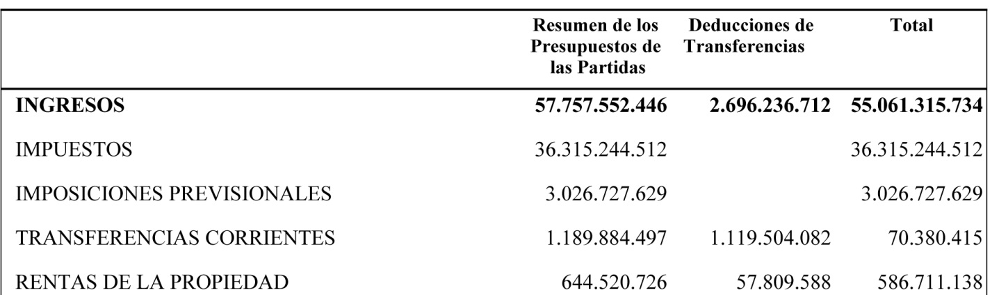 Resumen de los Deducciones de Total
Presupuestos de Transferencias
las Partidas
INGRESOS 57.757.552.446 2.696.236.712 55.061.315.734
IMPUESTOS 36.315.244.512 36.315.244.512
IMPOSICIONES PREVISIONALES 3.026.727.629 3.026.727.629
TRANSFERENCIAS CORRIENTES 1.189.884.497 1.119.504.082 70.380.415
RENTAS DE LA PROPIEDAD 644.520.726 57.809.588 586.711.138